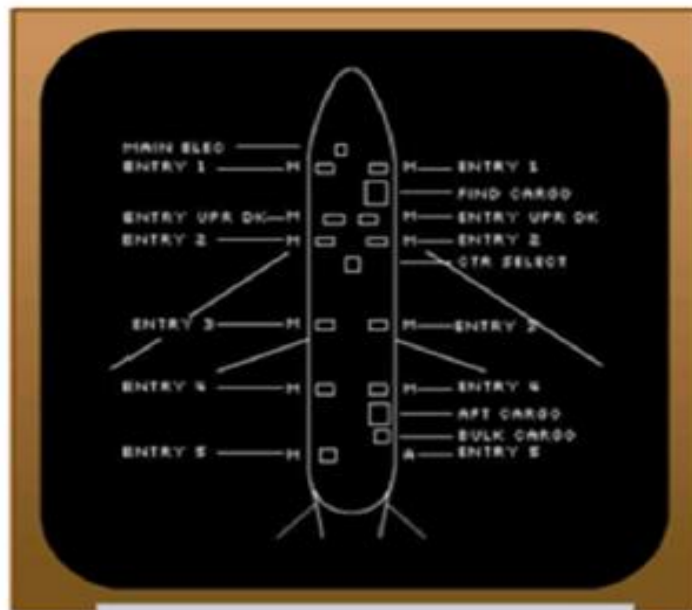 MAIN ELEC
ENTRY 1 M M ENTRY 1
FIND CARGO
ENTRY UPR DK M M ENTRY UPR DK
ENTRY 2 M M ENTRY 2
CTR SELECT
ENTRY 3 M M ENTRY 3
ENTRY 4 M M ENTRY 4
AFT CARGO
BULK CARGO
ENTRY 5 M A ENTRY 5